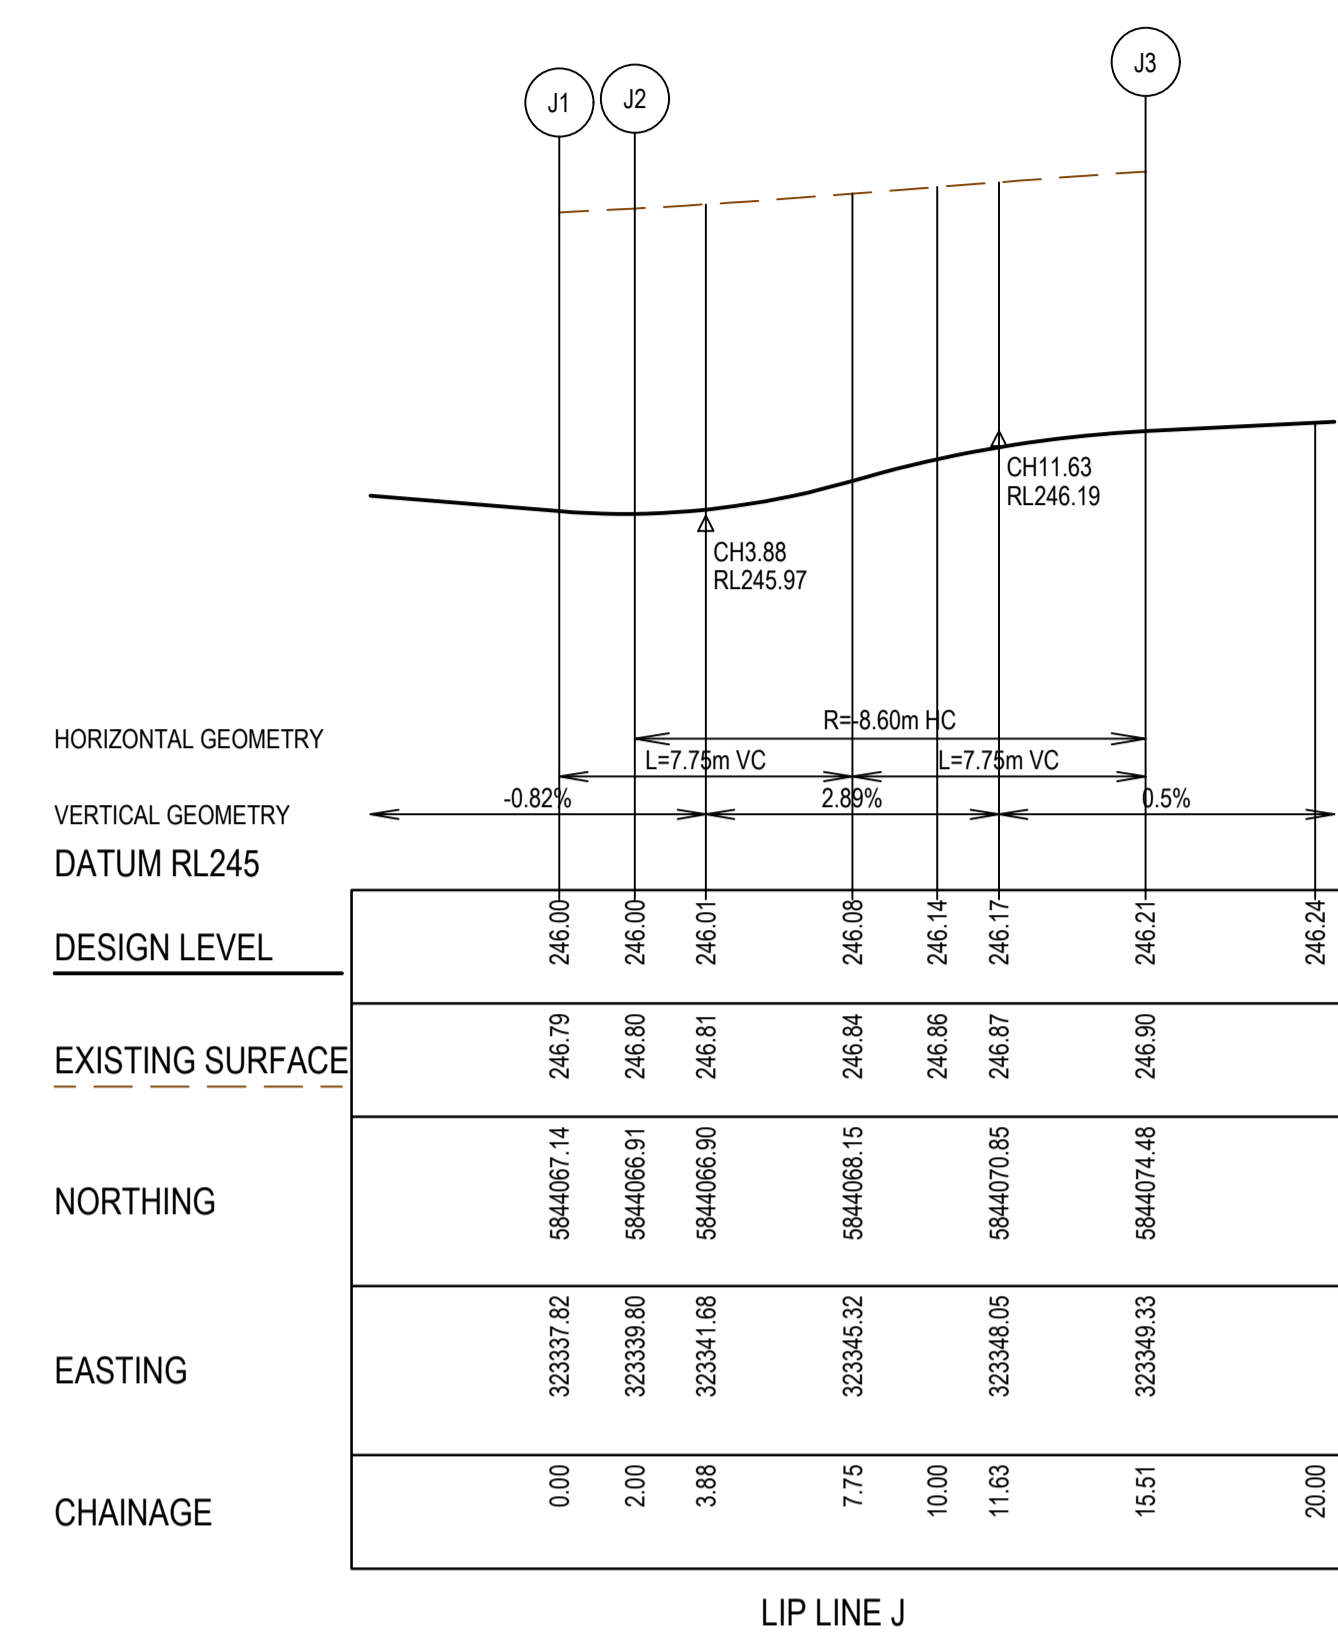 J1 J2 J3
CH11.63
RL246.19
CH3.88
RL245.97
HORIZONTAL GEOMETRY R=-8.60m HC
L=7.75m VC L=7.75m VC
VERTICAL GEOMETRY -0.82% 2.89% 0.5%
DATUM RL245
DESIGN LEVEL 246.00 246.00 246.01 246.08 246.14 246.17 246.21 246.24
EXISTING SURFACE 246.79 246.80 246.81 246.84 246.86 246.87 246.90
NORTHING 5844067.14 5844066.91 5844066.90 5844068.15 5844070.85 5844074.48
EASTING 323337.82 323339.80 323341.68 323345.32 323348.05 323349.33
CHAINAGE 0.00 2.00 3.88 7.75 10.00 11.63 15.51 20.00
LIP LINE J